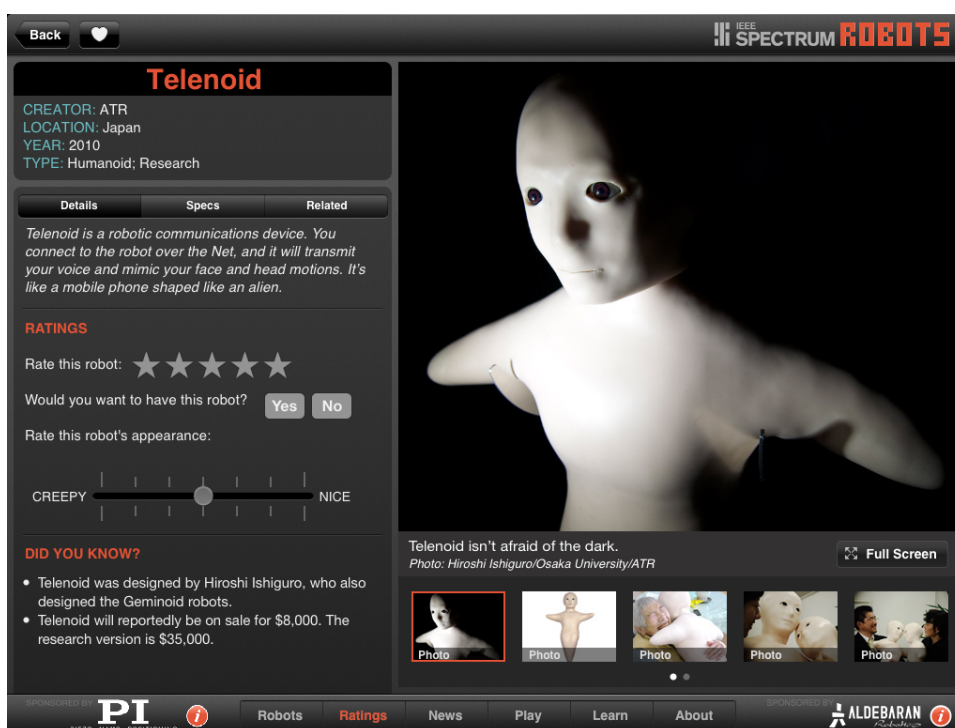 Back
IEEE
SPECTRUM ROBOTS
Telenoid
CREATOR: ATR
LOCATION: Japan
YEAR: 2010
TYPE: Humanoid; Research
Details Specs Related
Telenoid is a robotic communications device. You
connect to the robot over the Net, and it will transmit
your voice and mimic your face and head motions. It's
like a mobile phone shaped like an alien.
RATINGS
Rate this robot:
Would you want to have this robot? Yes No
Rate this robot's appearance:
CREEPY NICE
DID YOU KNOW?
• Telenoid was designed by Hiroshi Ishiguro, who also
designed the Geminoid robots.
• Telenoid will reportedly be on sale for $8,000. The
research version is $35,000.
Telenoid isn't afraid of the dark.
Photo: Hiroshi Ishiguro/Osaka University/ATR
Full Screen
Photo Photo Photo Photo Photo
SPONSORED BY
PI
i
Robots Ratings News Play Learn About
SPONSORED BY
ALDEBARAN
Robotics
i